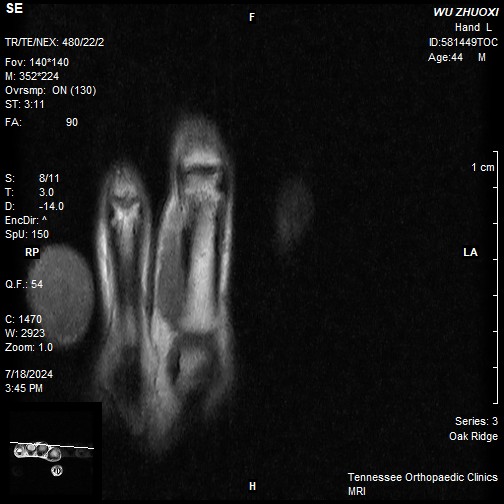 SE
F
WU ZHUOXI
Hand L
ID:581449TOC
Age:44 M
TR/TE/NEX: 480/22/2
Fov: 140*140
M: 352*224
Ovrsmp: ON (130)
ST: 3:11
FA: 90
1 cm
S: 8/11
T: 3.0
D: -14.0
EncDir: ^
SpU: 150
RP
LA
Q.F.: 54
C: 1470
W: 2923
Zoom: 1.0
7/18/2024
3:45 PM
Series: 3
Oak Ridge
H
Tennessee Orthopaedic Clinics
MRI